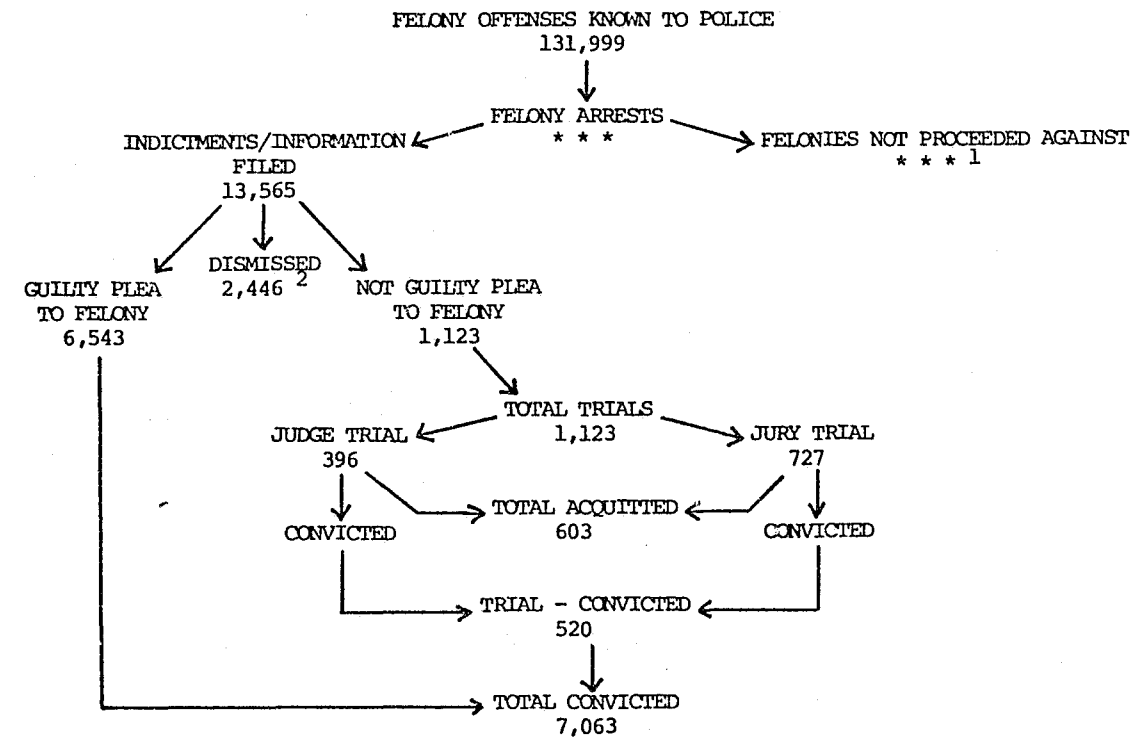 FELONY OFFENSES KNOWN TO POLICE
131,999
FELONY ARRESTS
* * *
INDICTMENTS/INFORMATION
FILED
13,565
FELONIES NOT PROCEEDED AGAINST
* * * 1
DISMISSED
2,446 2
GUILTY PLEA
TO FELONY
6,543
NOT GUILTY PLEA
TO FELONY
1,123
TOTAL TRIALS
1,123
JUDGE TRIAL
396
JURY TRIAL
727
TOTAL ACQUITTED
603
CONVICTED
CONVICTED
TRIAL - CONVICTED
520
TOTAL CONVICTED
7,063